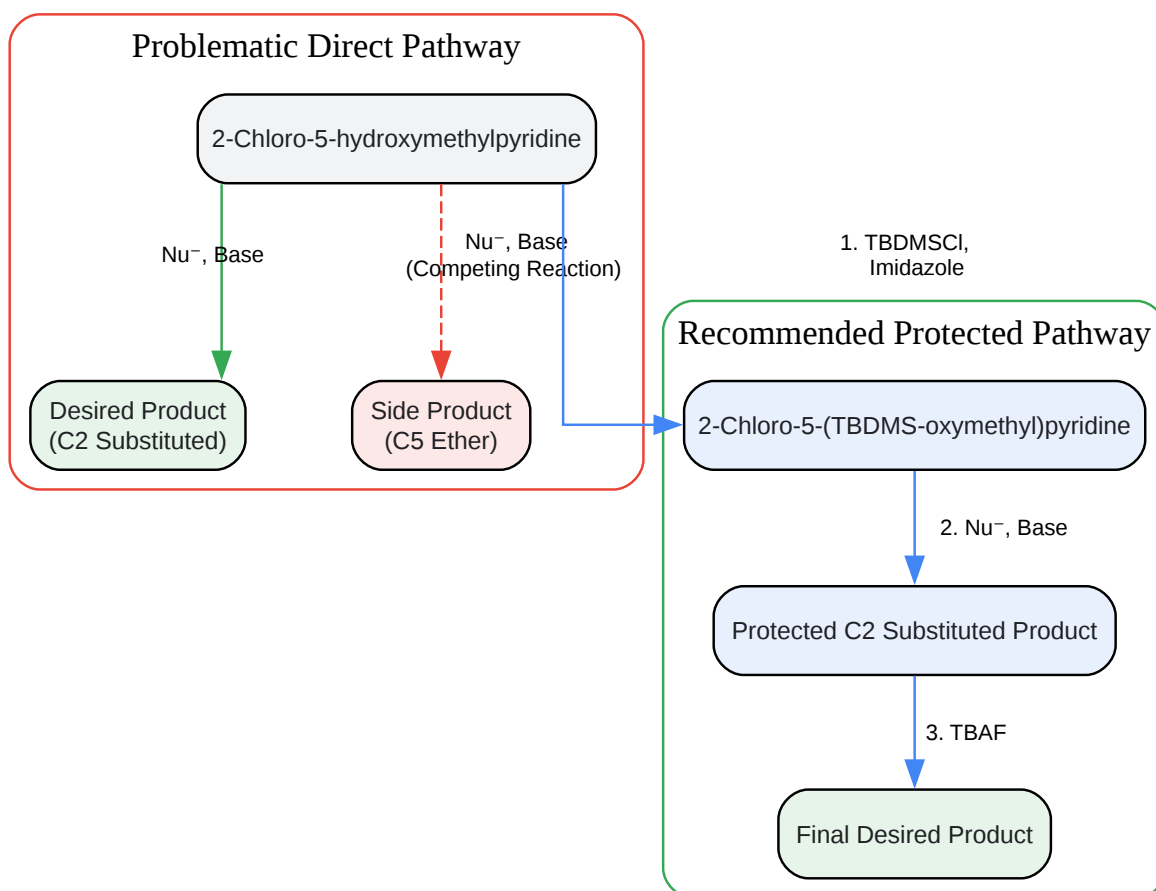 Problematic Direct Pathway
2-Chloro-5-hydroxymethylpyridine
Nu⁻, Base
Nu⁻, Base
(Competing Reaction)
Desired Product
(C2 Substituted)
Side Product
(C5 Ether)
1. TBDMSCl,
Imidazole
Recommended Protected Pathway
2-Chloro-5-(TBDMS-oxymethyl)pyridine
2. Nu⁻, Base
Protected C2 Substituted Product
3. TBAF
Final Desired Product